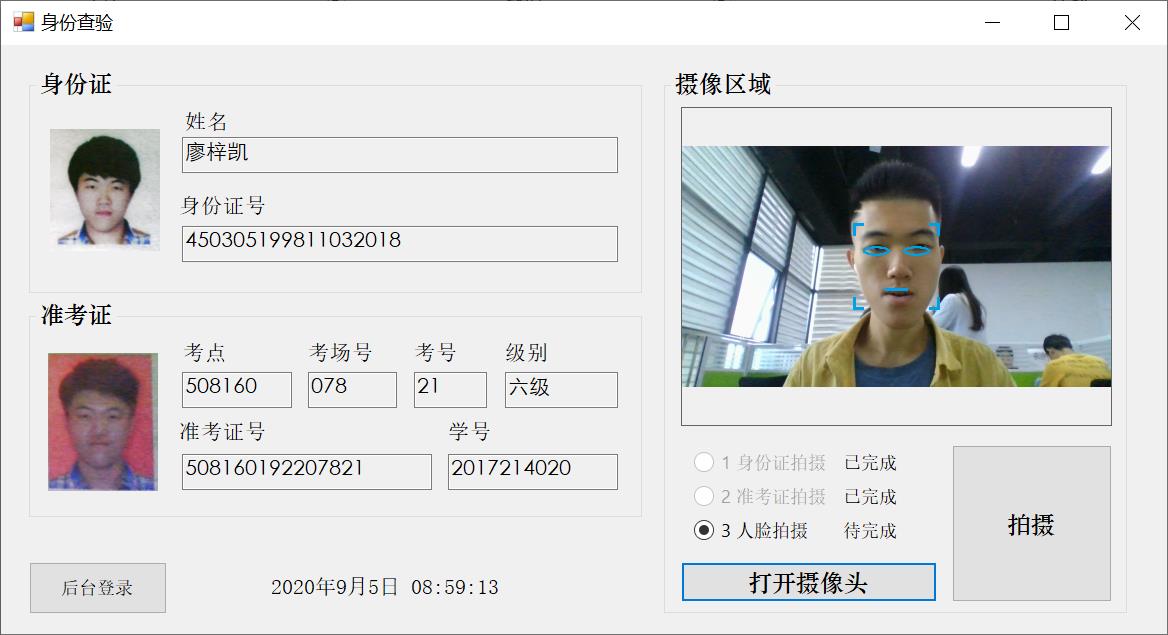 身份查验
身份证
姓名
廖梓凯
身份证号
450305199811032018
准考证
考点 考场号 考号 级别
508160 078 21 六级
准考证号 学号
508160192207821 2017214020
后台登录
2020年9月5日 08:59:13
摄像区域
1 身份证拍摄 已完成
2 准考证拍摄 已完成
3 人脸拍摄 待完成
打开摄像头
拍摄